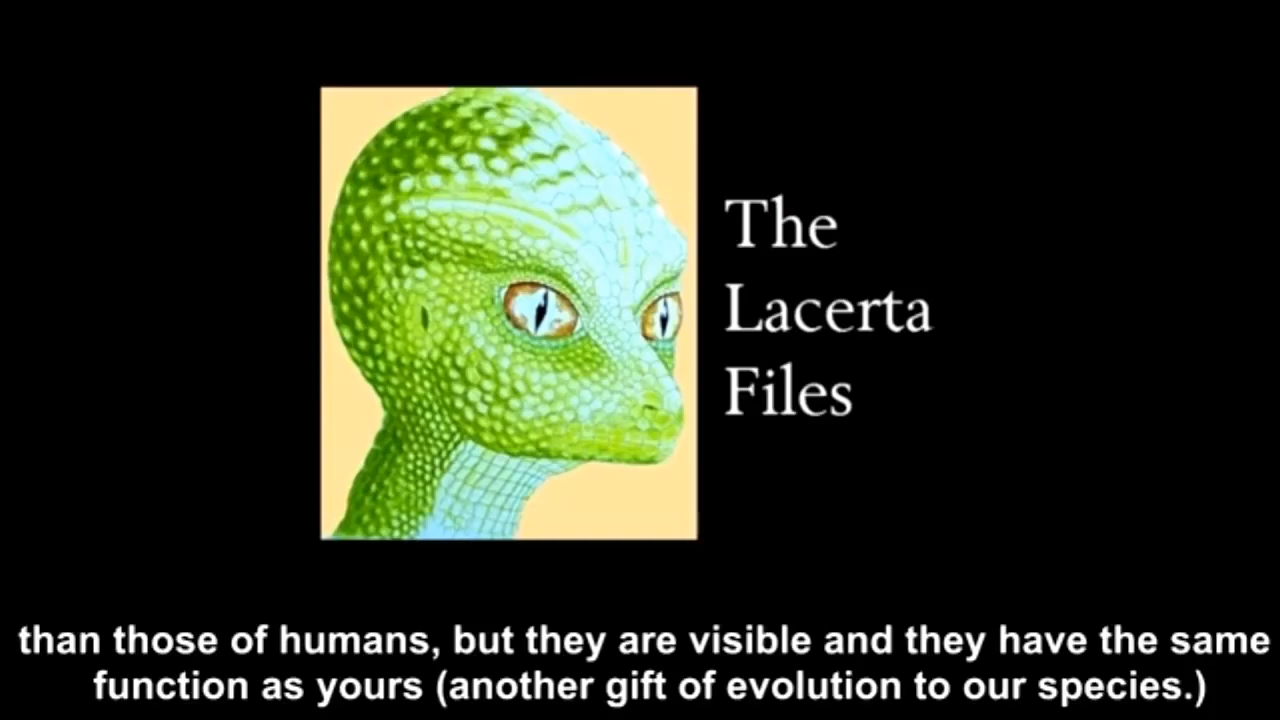 The
Lacerta
Files
than those of humans, but they are visible and they have the same
function as yours (another gift of evolution to our species.)